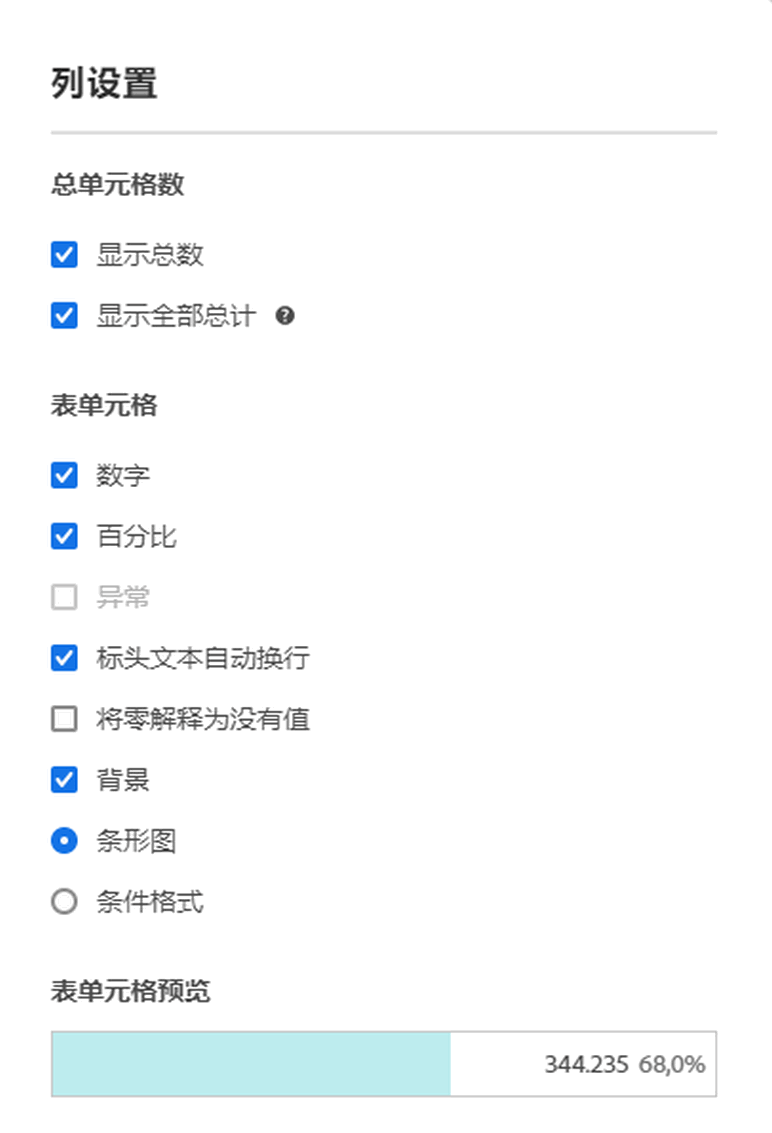 列设置
总单元格数
显示总数
显示全部总计 ?
表单元格
数字
百分比
异常
标头文本自动换行
将零解释为没有值
背景
条形图
条件格式
表单元格预览
344.235 68,0%